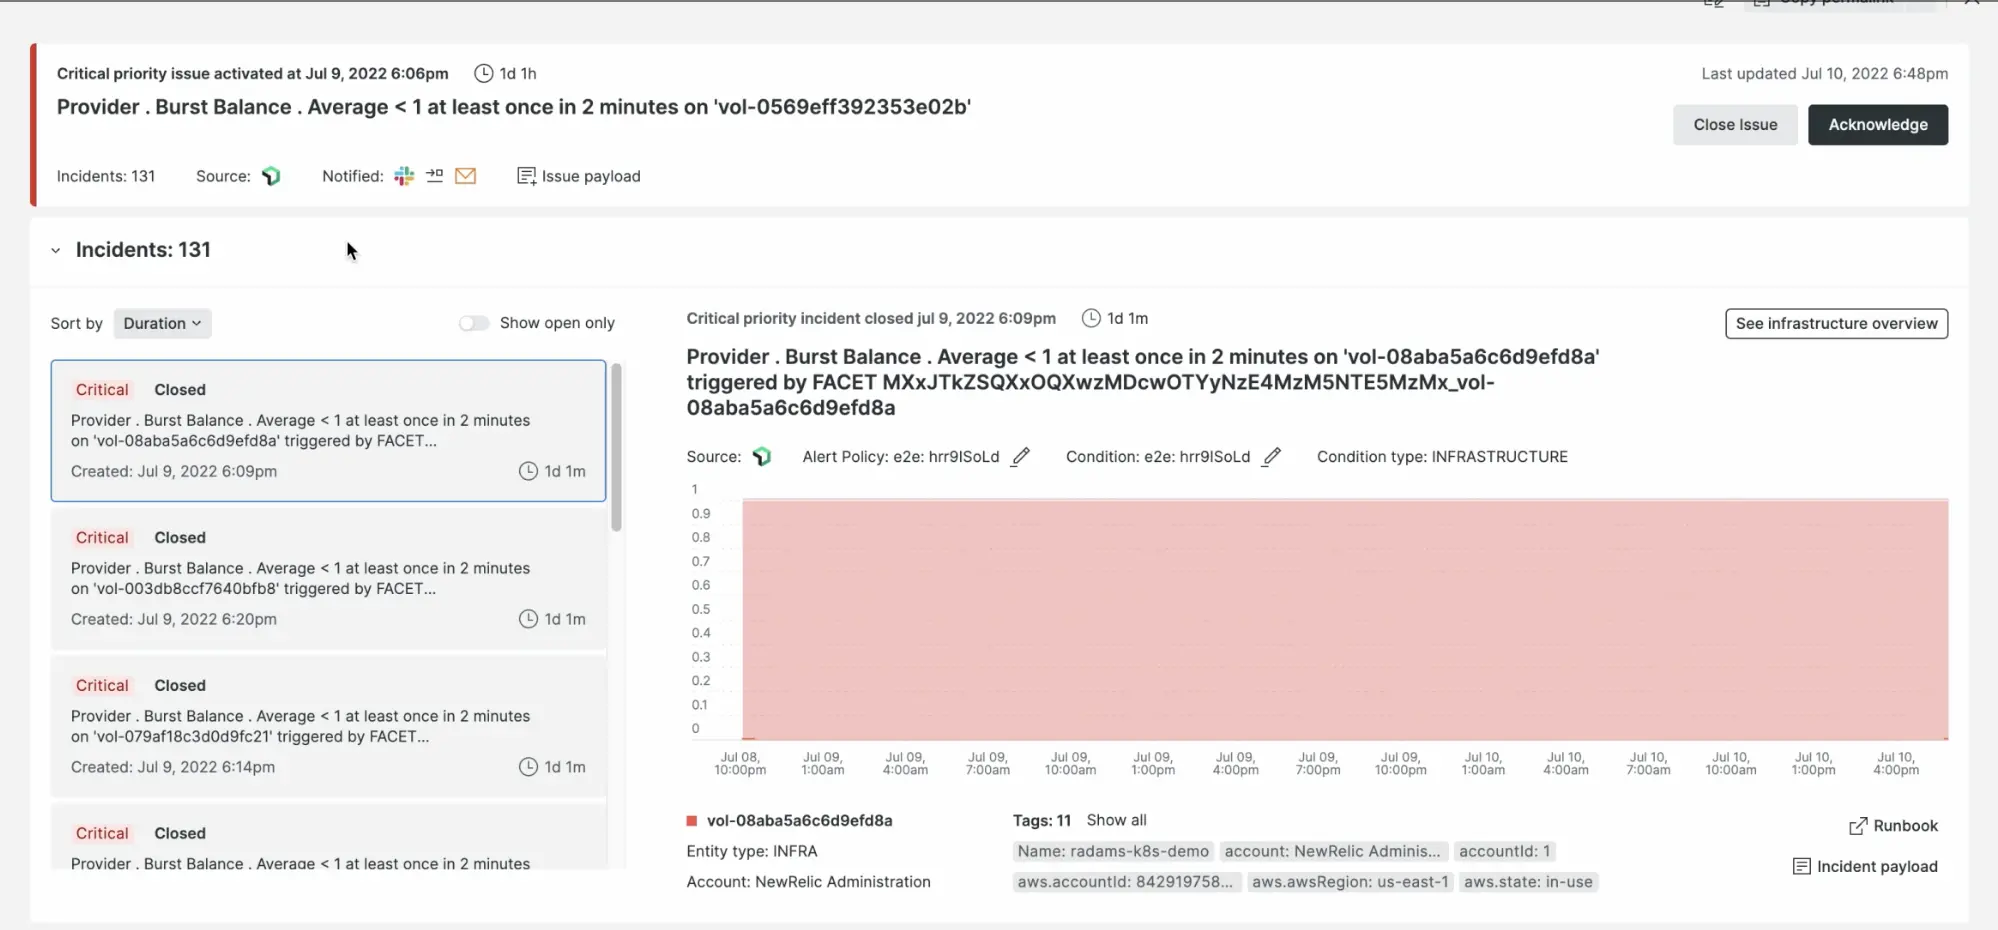 Copy permalink
Critical priority issue activated at Jul 9, 2022 6:06pm 1d 1h
Last updated Jul 10, 2022 6:48pm
Provider . Burst Balance . Average < 1 at least once in 2 minutes on 'vol-0569eff392353e02b'
Close Issue
Acknowledge
Incidents: 131
Source:
Notified:
Issue payload
Incidents: 131
Sort by
Duration
Show open only
Critical Closed
Provider . Burst Balance . Average < 1 at least once in 2 minutes
on 'vol-08aba5a6c6d9efd8a' triggered by FACET...
Created: Jul 9, 2022 6:09pm 1d 1m
Critical Closed
Provider . Burst Balance . Average < 1 at least once in 2 minutes
on 'vol-003db8ccf7640bfb8' triggered by FACET...
Created: Jul 9, 2022 6:20pm 1d 1m
Critical Closed
Provider . Burst Balance . Average < 1 at least once in 2 minutes
on 'vol-079af18c3d0d9fc21' triggered by FACET...
Created: Jul 9, 2022 6:14pm 1d 1m
Critical Closed
Provider . Burst Balance . Average < 1 at least once in 2 minutes
Critical priority incident closed jul 9, 2022 6:09pm 1d 1m
See infrastructure overview
Provider . Burst Balance . Average < 1 at least once in 2 minutes on 'vol-08aba5a6c6d9efd8a'
triggered by FACET MXxJTkZSQXxOQXwzMDcwOTYyNzE4MzM5NTE5MzMx_vol-
08aba5a6c6d9efd8a
Source:
Alert Policy: e2e: hrr9ISoLd
Condition: e2e: hrr9ISoLd
Condition type: INFRASTRUCTURE
1
0.9
0.8
0.7
0.6
0.5
0.4
0.3
0.2
0.1
0
Jul 08, 10:00pm
Jul 09, 1:00am
Jul 09, 4:00am
Jul 09, 7:00am
Jul 09, 10:00am
Jul 09, 1:00pm
Jul 09, 4:00pm
Jul 09, 7:00pm
Jul 09, 10:00pm
Jul 10, 1:00am
Jul 10, 4:00am
Jul 10, 7:00am
Jul 10, 10:00am
Jul 10, 1:00pm
Jul 10, 4:00pm
vol-08aba5a6c6d9efd8a
Entity type: INFRA
Account: NewRelic Administration
Tags: 11 Show all
Name: radams-k8s-demo
account: NewRelic Adminis...
accountId: 1
aws.accountId: 842919758...
aws.awsRegion: us-east-1
aws.state: in-use
Runbook
Incident payload